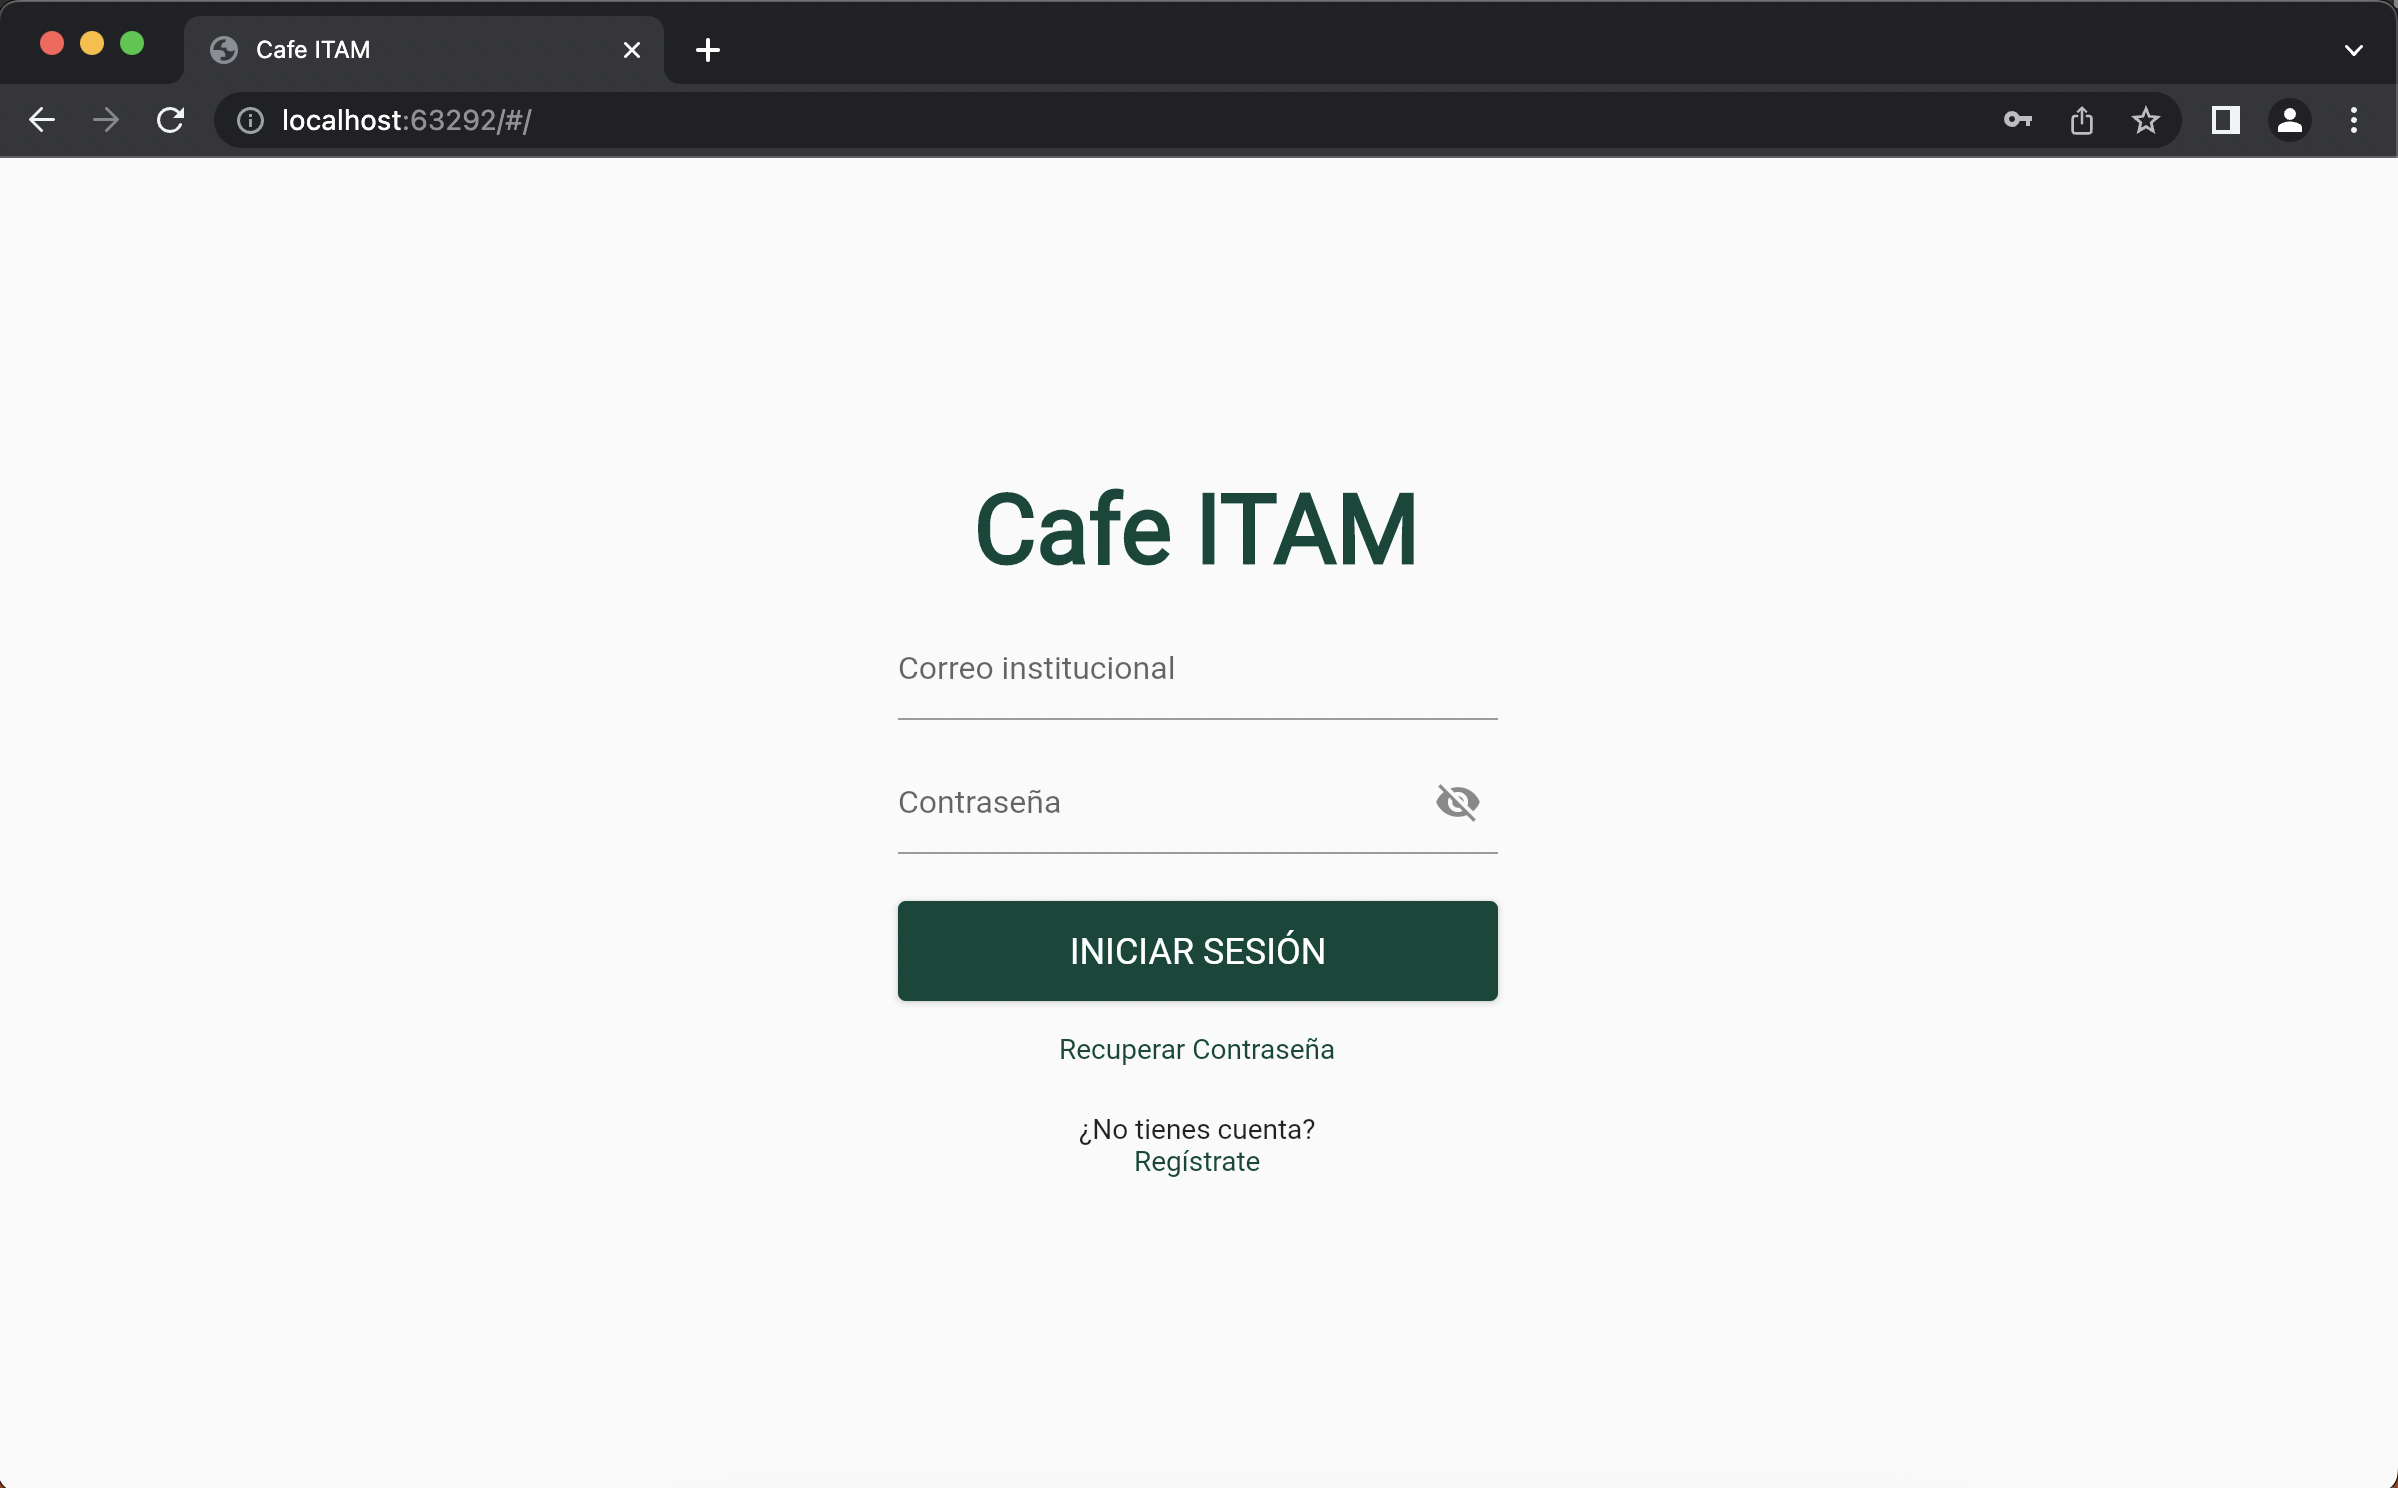 Cafe ITAM
localhost:63292/#/
Cafe ITAM
Correo institucional
Contraseña
INICIAR SESIÓN
Recuperar Contraseña
¿No tienes cuenta?
Regístrate